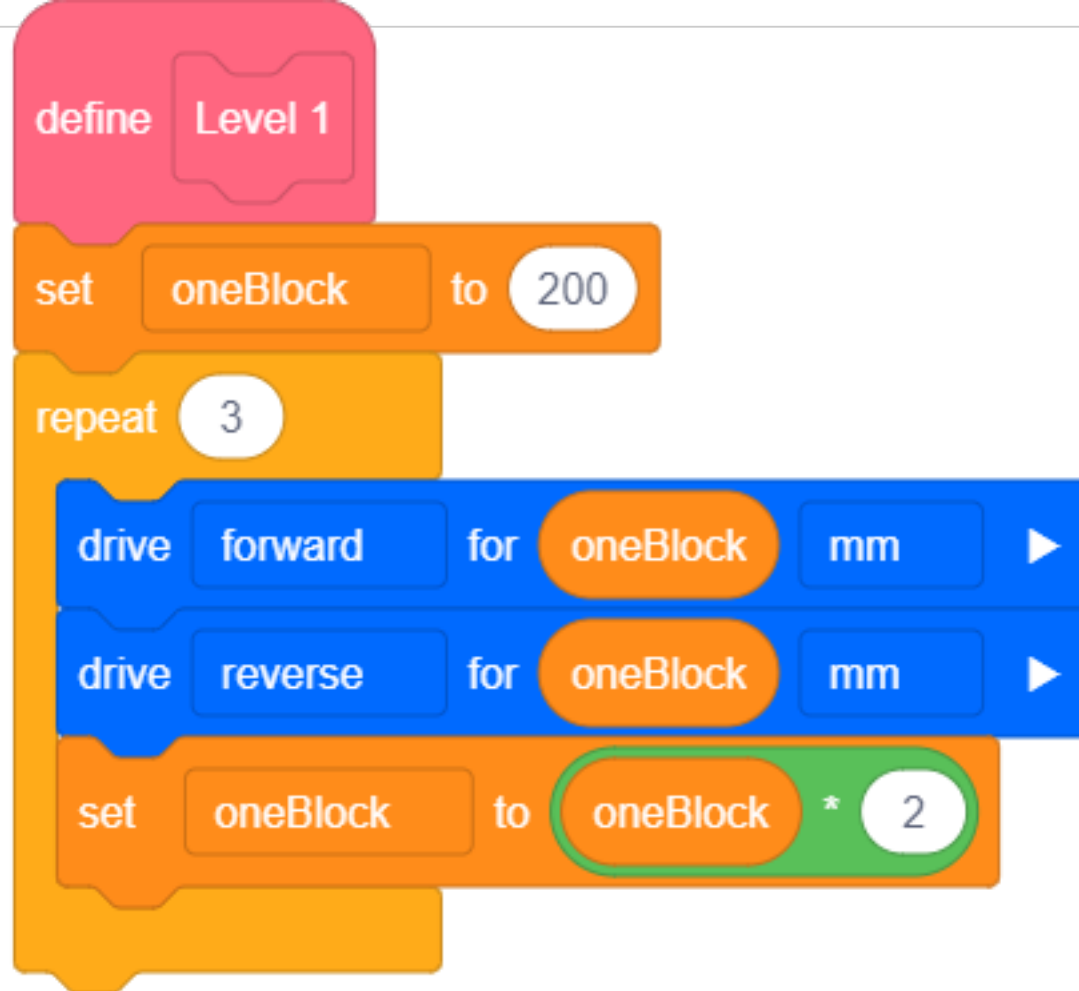 define Level 1
set oneBlock to 200
repeat 3
drive forward for oneBlock mm
drive reverse for oneBlock mm
set oneBlock to oneBlock * 2